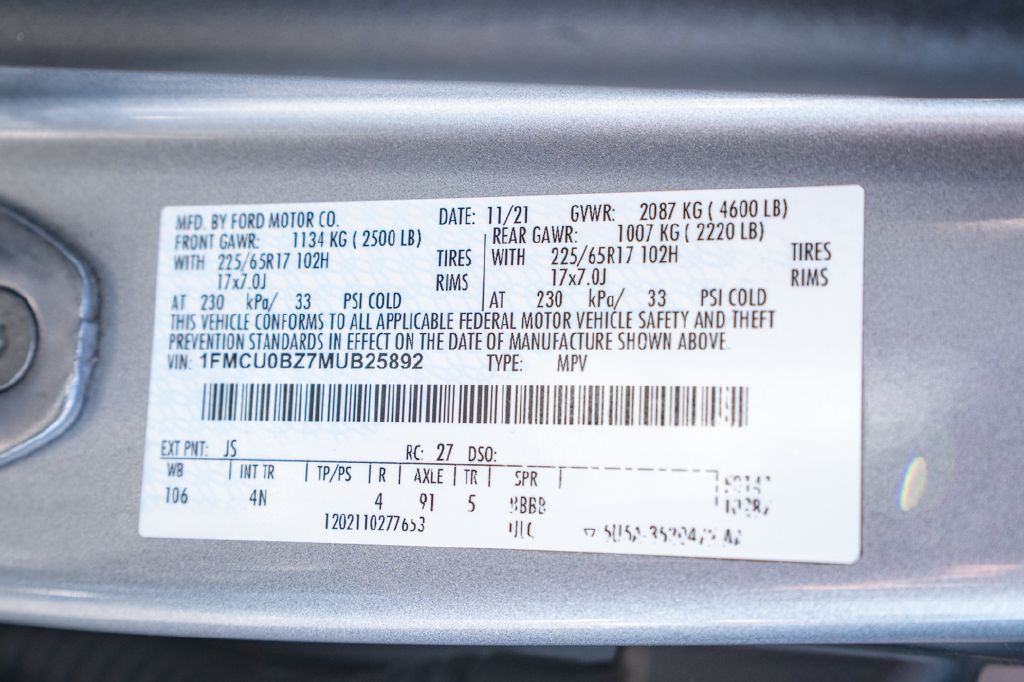 MFD. BY FORD MOTOR CO. DATE: 11/21 GVWR: 2087 KG ( 4600 LB)
FRONT GAWR: 1134 KG ( 2500 LB) REAR GAWR: 1007 KG ( 2220 LB)
WITH 225/65R17 102H TIRES WITH 225/65R17 102H TIRES
17x7.0J RIMS 17x7.0J RIMS
AT 230 kPa/ 33 PSI COLD AT 230 kPa/ 33 PSI COLD
THIS VEHICLE CONFORMS TO ALL APPLICABLE FEDERAL MOTOR VEHICLE SAFETY AND THEFT
PREVENTION STANDARDS IN EFFECT ON THE DATE OF MANUFACTURE SHOWN ABOVE.
VIN: 1FMCU0BZ7MUB25892 TYPE: MPV
EXT PNT: JS RC: 27 DSO:
WB INT TR TP/PS R AXLE TR SPR
106 4N 4 91 5
1202110277653